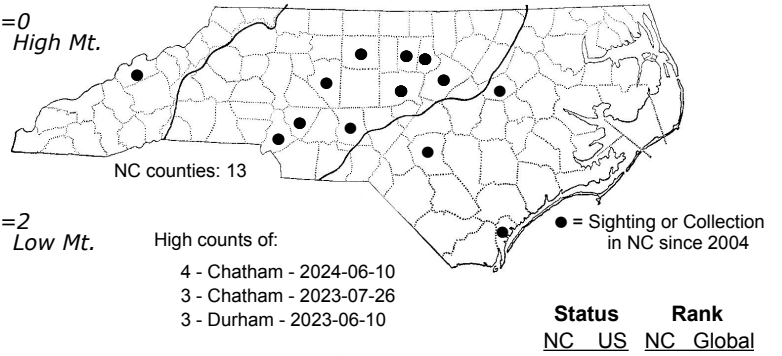 =0
High Mt.
NC counties: 13
=2
Low Mt.
High counts of:
4 - Chatham - 2024-06-10
3 - Chatham - 2023-07-26
3 - Durham - 2023-06-10
● = Sighting or Collection
in NC since 2004
Status Rank
NC US NC Global